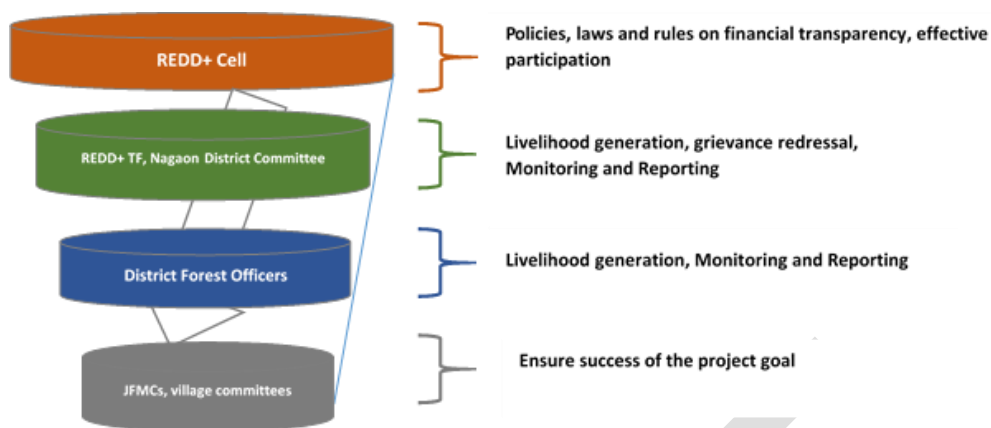 REDD+ Cell
Policies, laws and rules on financial transparency, effective
participation
REDD+ TF, Nagaon District Committee
Livelihood generation, grievance redressal,
Monitoring and Reporting
District Forest Officers
Livelihood generation, Monitoring and Reporting
JFMCs, village committees
Ensure success of the project goal